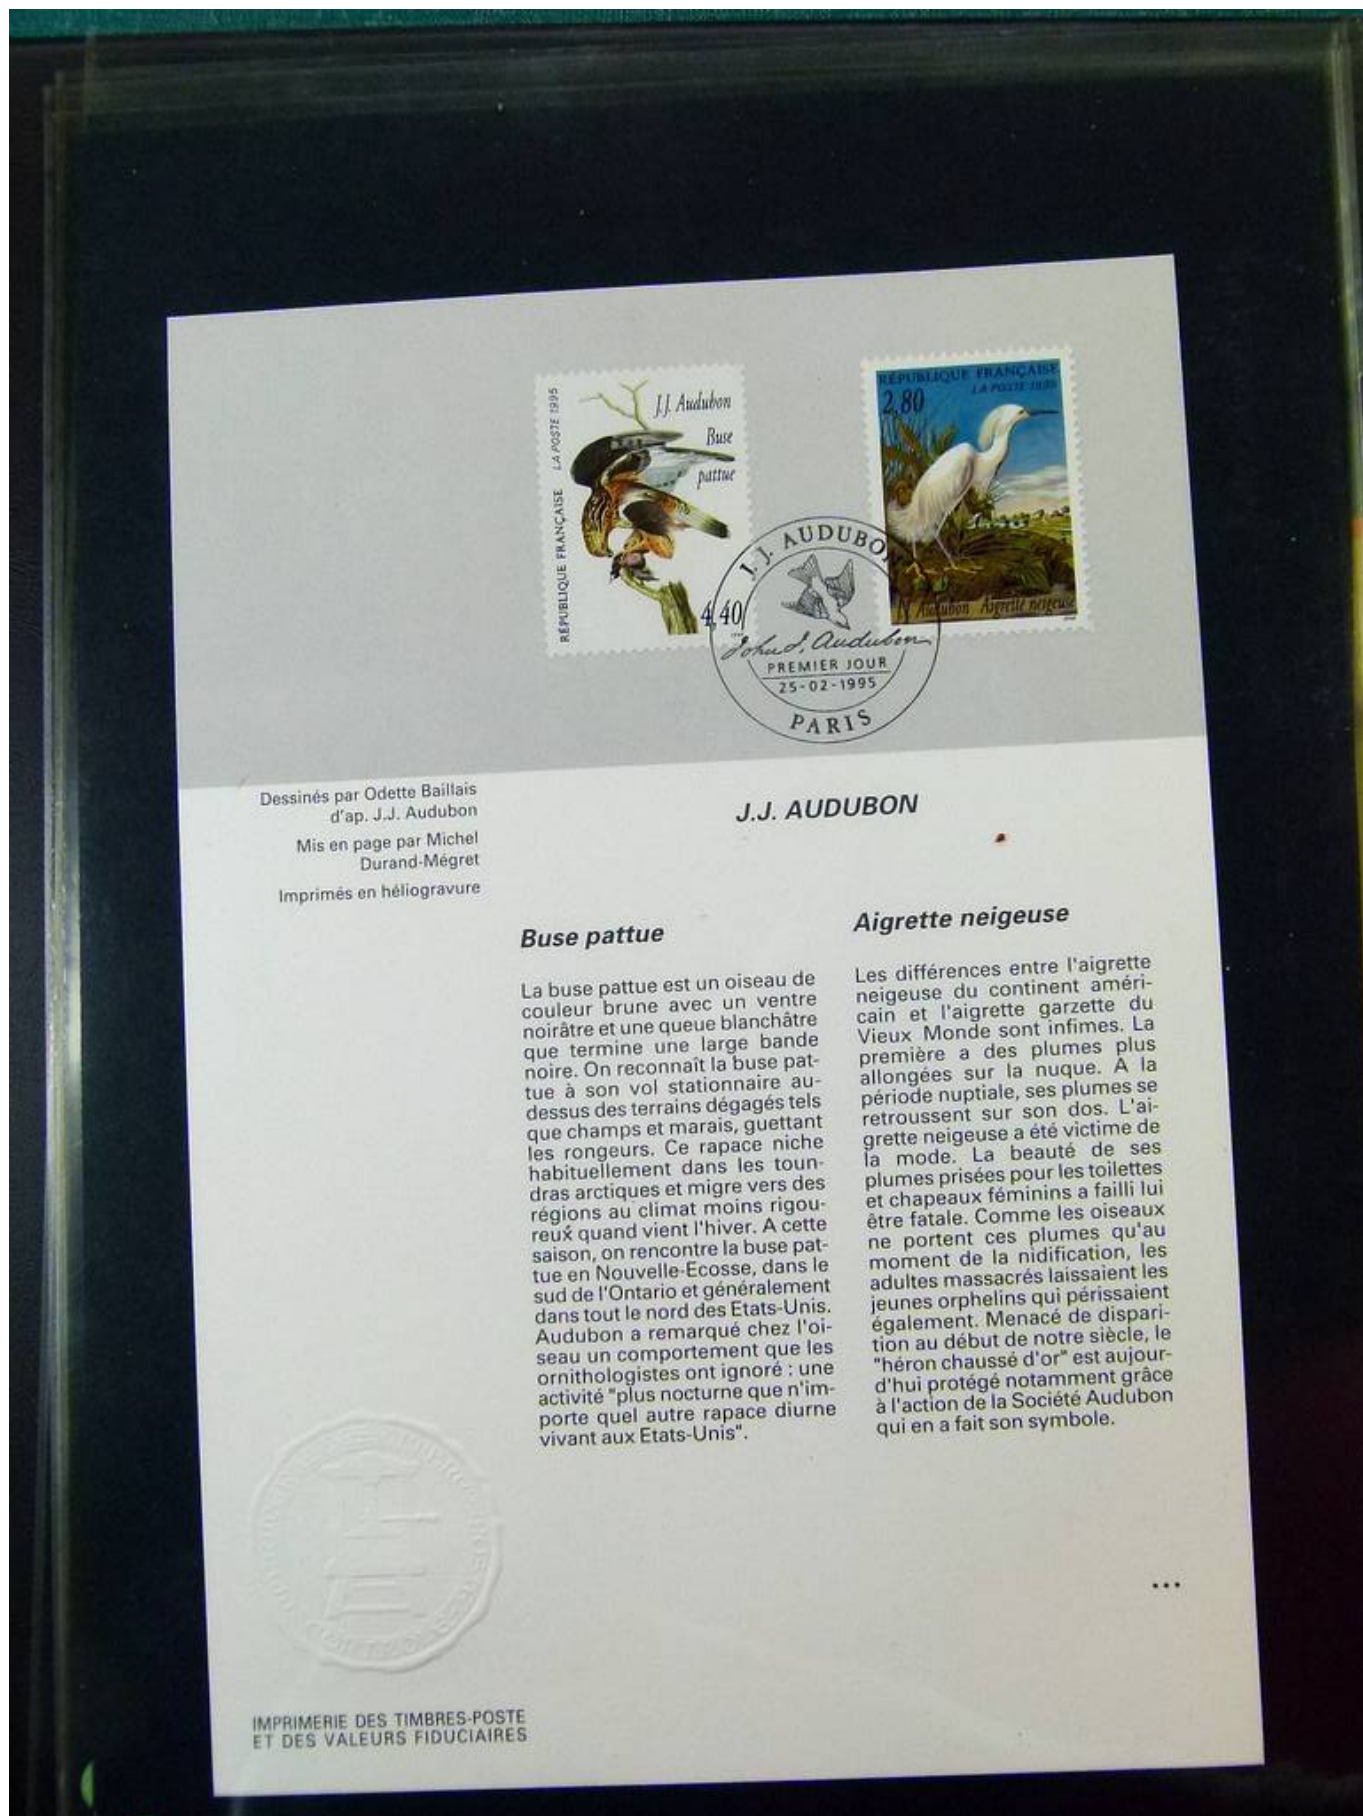 RÉPUBLIQUE FRANÇAISE LA POSTE 1995
J.J. Audubon
Buse
pattue
4,40
RÉPUBLIQUE FRANÇAISE
LA POSTE 1995
2,80
Audubon Aigrette neigeuse
J.J. AUDUBON
John J. Audubon
PREMIER JOUR
25-02-1995
PARIS
Dessinés par Odette Baillais
d'ap. J.J. Audubon
Mis en page par Michel
Durand-Mégret
Imprimés en héliogravure
J.J. AUDUBON
Buse pattue
La buse pattue est un oiseau de
couleur brune avec un ventre
noirâtre et une queue blanchâtre
que termine une large bande
noire. On reconnaît la buse pat-
tue à son vol stationnaire au-
dessus des terrains dégagés tels
que champs et marais, guettant
les rongeurs. Ce rapace niche
habituellement dans les toun-
dras arctiques et migre vers des
régions au climat moins rigou-
reux quand vient l'hiver. A cette
saison, on rencontre la buse pat-
tue en Nouvelle-Ecosse, dans le
sud de l'Ontario et généralement
dans tout le nord des Etats-Unis.
Audubon a remarqué chez l'oi-
seau un comportement que les
ornithologistes ont ignoré : une
activité "plus nocturne que n'im-
porte quel autre rapace diurne
vivant aux Etats-Unis".
Aigrette neigeuse
Les différences entre l'aigrette
neigeuse du continent améri-
cain et l'aigrette garzette du
Vieux Monde sont infimes. La
première a des plumes plus
allongées sur la nuque. A la
période nuptiale, ses plumes se
retroussent sur son dos. L'ai-
grette neigeuse a été victime de
la mode. La beauté de ses
plumes prisées pour les toilettes
et chapeaux féminins a failli lui
être fatale. Comme les oiseaux
ne portent ces plumes qu'au
moment de la nidification, les
adultes massacrés laissaient les
jeunes orphelins qui périssaient
également. Menacé de dispari-
tion au début de notre siècle, le
"héron chaussé d'or" est aujour-
d'hui protégé notamment grâce
à l'action de la Société Audubon
qui en a fait son symbole.
...
IMPRIMERIE DES TIMBRES-POSTE
ET DES VALEURS FIDUCIAIRES